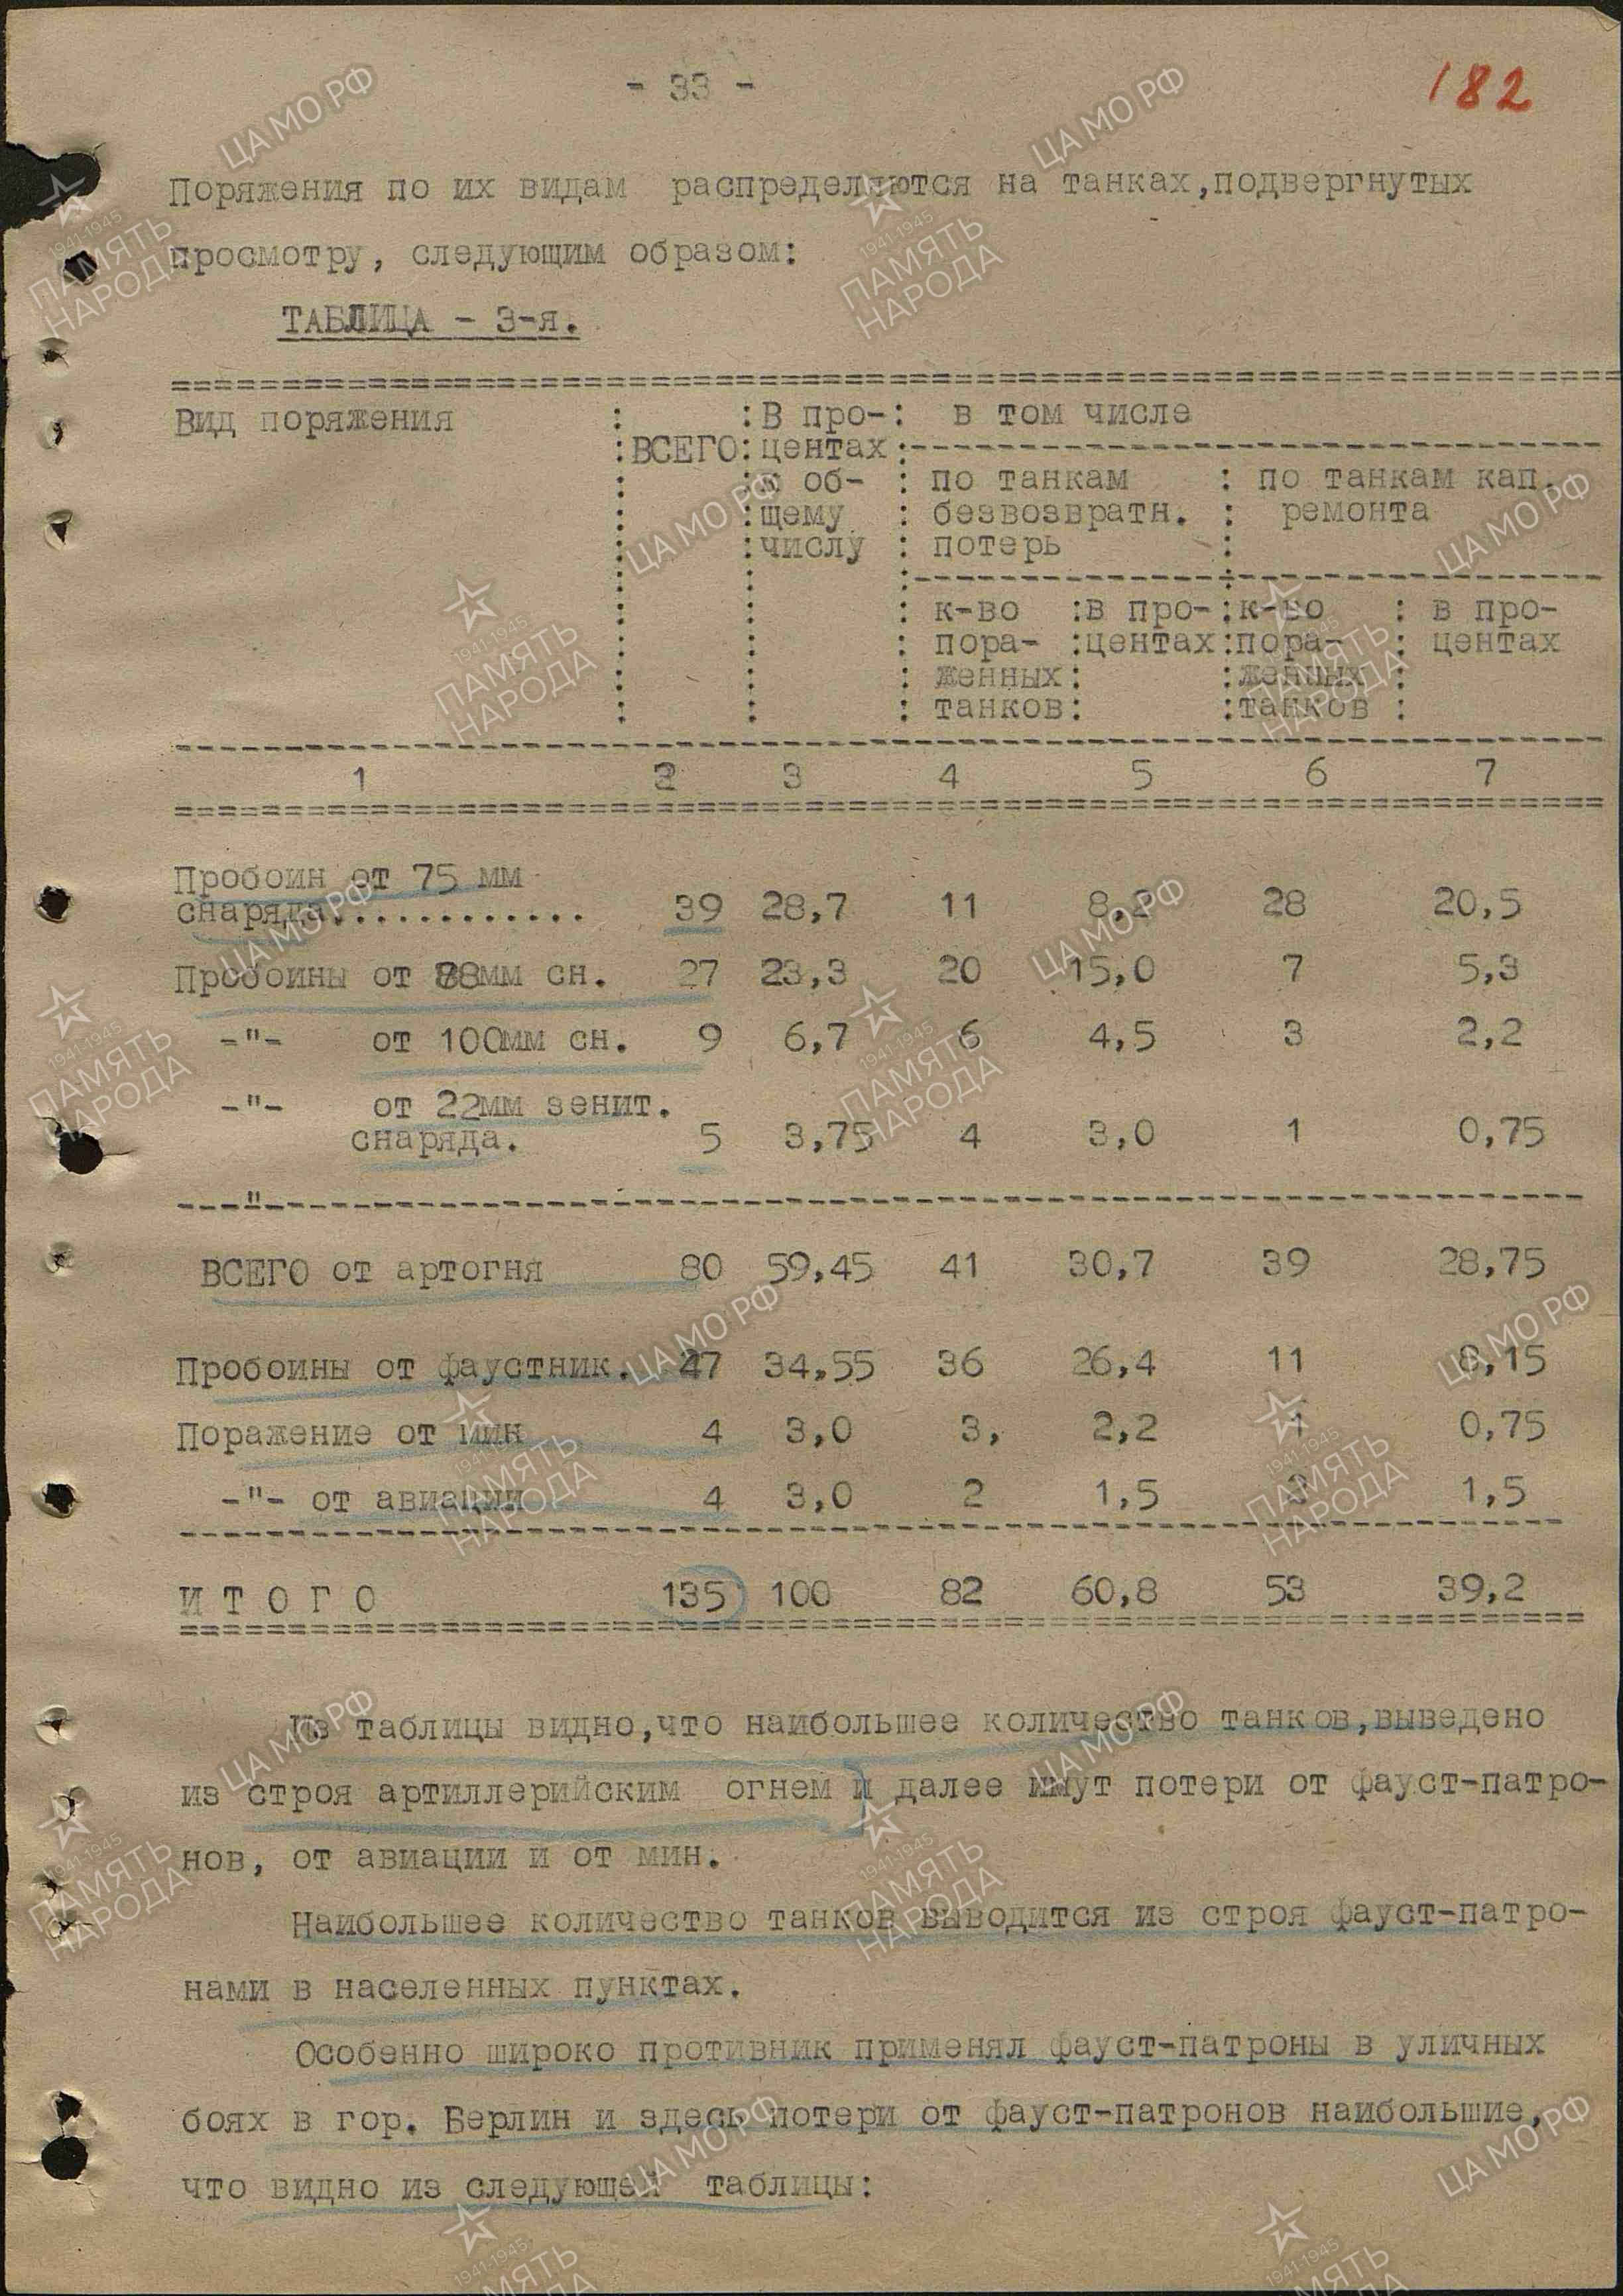 - 33 -
182
Поряжения по их видам распределяются на танках,подвергнутых
просмотру, следующим образом:
ТАБЛИЦА - 3-я.
Вид поряжения : :В про-: в том числе
:ВСЕГО:центах:
:к об- : по танкам : по танкам кап.
:щему : безвозвратн. : ремонта
:числу : потерь :
: к-во :в про-:к-во : в про-
: пора- :центах:пора- : центах
: женных: :женных :
: танков: :танков :
1 2 3 4 5 6 7
Пробоин от 75 мм
снаряда............ 39 28,7 11 8,2 28 20,5
Пробоины от 88мм сн. 27 23,3 20 15,0 7 5,3
-"- от 100мм сн. 9 6,7 6 4,5 3 2,2
-"- от 22мм зенит.
снаряда. 5 3,75 4 3,0 1 0,75
---"---
ВСЕГО от артогня 80 59,45 41 30,7 39 28,75
Пробоины от фаустник. 47 34,55 36 26,4 11 8,15
Поражение от мин 4 3,0 3, 2,2 1 0,75
-"- от авиации 4 3,0 2 1,5 1,5
ИТОГО 135 100 82 60,8 53 39,2
Из таблицы видно,что наибольшее количество танков,выведено
из строя артиллерийским огнем и далее имут потери от фауст-патро-
нов, от авиации и от мин.
Наибольшее количество танков выводится из строя фауст-патро-
нами в населенных пунктах.
Особенно широко противник применял фауст-патроны в уличных
боях в гор. Берлин и здесь потери от фауст-патронов наибольшие,
что видно из следующей таблицы:
ЦА МО РФ
1941-1945
ПАМЯТЬ
НАРОДА